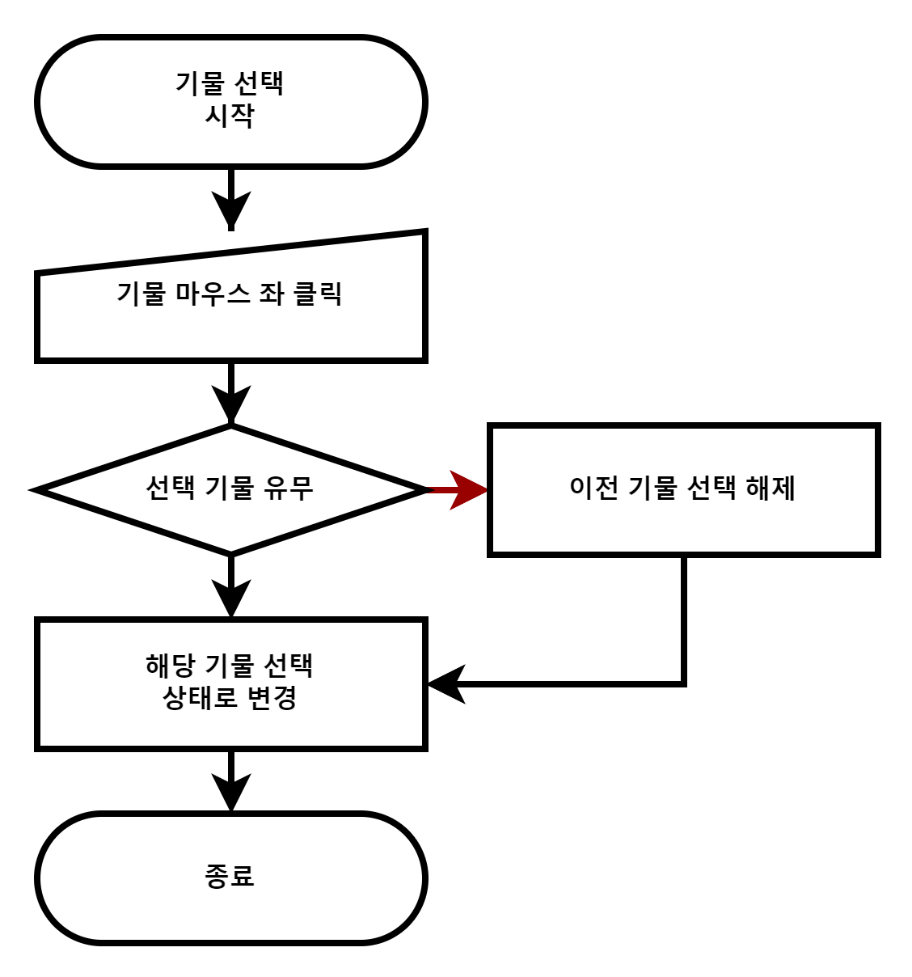 기물 선택
시작
기물 마우스 좌 클릭
선택 기물 유무
이전 기물 선택 해제
해당 기물 선택
상태로 변경
종료